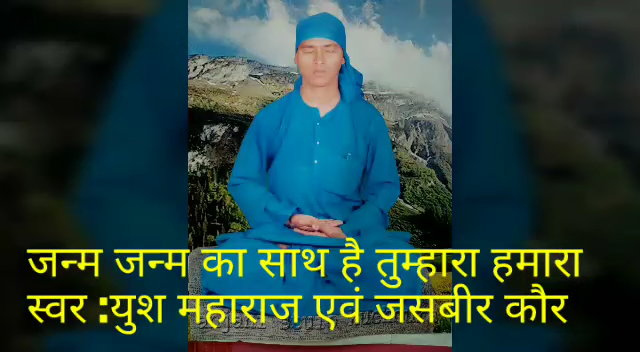 जन्म जन्म का साथ है तुम्हारा हमारा
स्वर :युश महाराज एवं जसबीर कौर